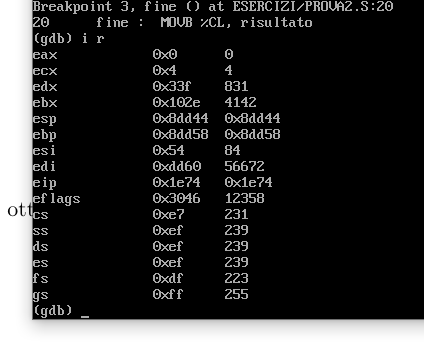 Breakpoint 3, fine () at ESERCIZI/PROVA2.S:20
20 fine : MOVB %CL, risultato
(gdb) i r
eax 0x0 0
ecx 0x4 4
edx 0x33f 831
ebx 0x102e 4142
esp 0x8dd44 0x8dd44
ebp 0x8dd58 0x8dd58
esi 0x54 84
edi 0xdd60 56672
eip 0x1e74 0x1e74
eflags 0x3046 12358
ott
cs 0xe7 231
ss 0xef 239
ds 0xef 239
es 0xef 239
fs 0xdf 223
gs 0xff 255
(gdb) _